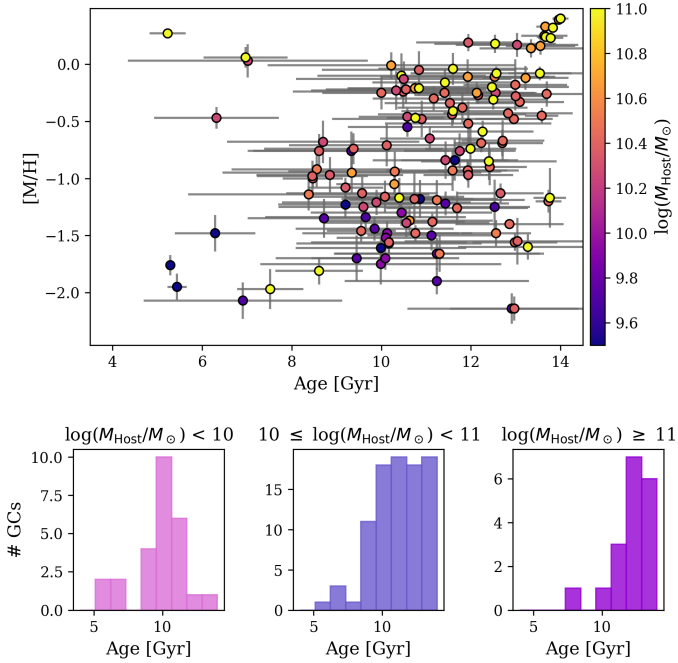 0.0
−0.5
−1.0
−1.5
−2.0
[M/H]
4 6 8 10 12 14
Age [Gyr]
11.0
10.8
10.6
10.4
10.2
10.0
9.8
9.6
log(M_Host/M_⊙)
log(M_Host/M_⊙) < 10
10.0
7.5
5.0
2.5
0.0
# GCs
5 10
Age [Gyr]
10 ≤ log(M_Host/M_⊙) < 11
15
10
5
0
5 10
Age [Gyr]
log(M_Host/M_⊙) ≥ 11
6
4
2
0
5 10
Age [Gyr]